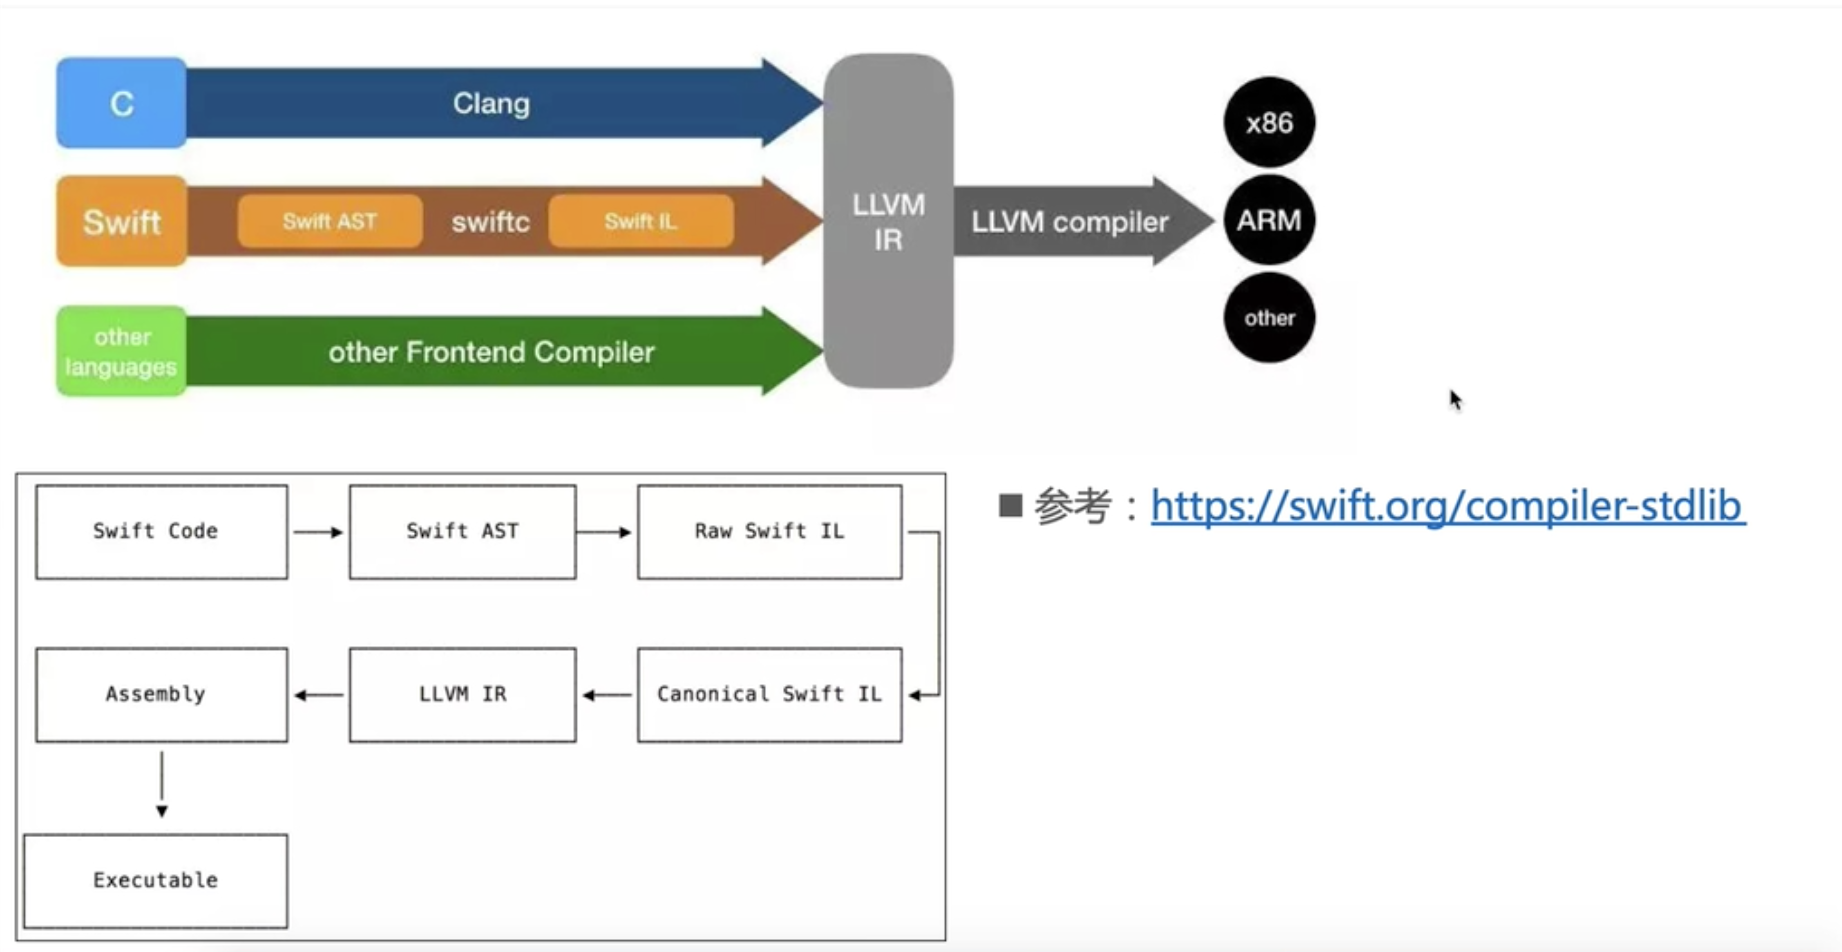 C
Clang
Swift
Swift AST
swiftc
Swift IL
other
languages
other Frontend Compiler
LLVM
IR
LLVM compiler
x86
ARM
other
Swift Code
Swift AST
Raw Swift IL
Assembly
LLVM IR
Canonical Swift IL
Executable
■ 参考：https://swift.org/compiler-stdlib